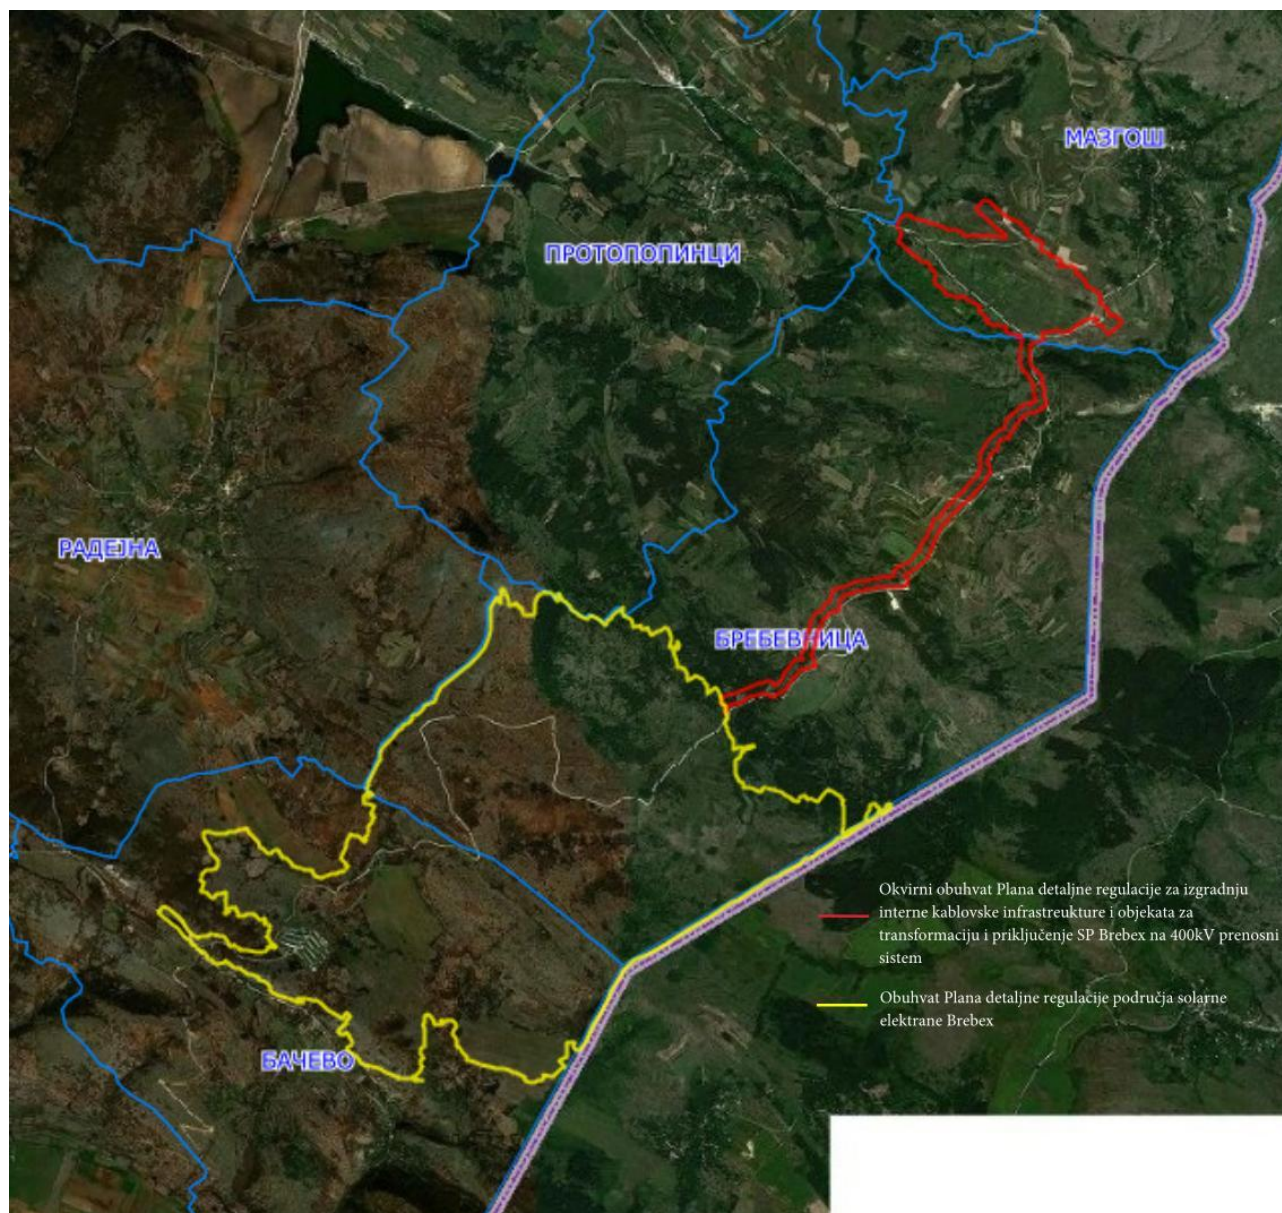 МАЗГОШ
ПРОТОПОПИНЦИ
РАДЕЈНА
БРЕБЕВНИЦА
Okvirni obuhvat Plana detaljne regulacije za izgradnju
interne kablovske infrastreukture i objekata za
transformaciju i priključenje SP Brebex na 400kV prenosni
sistem
Obuhvat Plana detaljne regulacije područja solarne
elektrane Brebex
БАЧЕВО